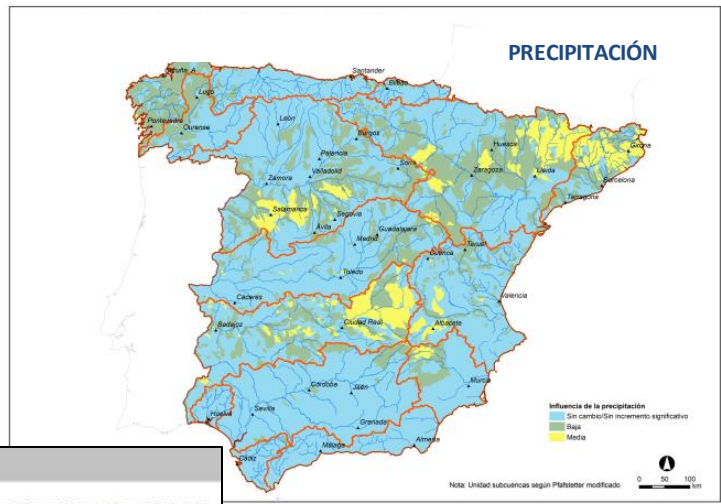 PRECIPITACIÓN
Santander
Bilbao
Lugo
Pontevedra
Ourense
León
Burgos
Palencia
Valladolid
Zamora
Soria
Huesca
Zaragoza
Lleida
Girona
Barcelona
Tarragona
Salamanca
Segovia
Ávila
Guadalajara
Madrid
Teruel
Cuenca
Toledo
Cáceres
Valencia
Badajoz
Ciudad Real
Albacete
Córdoba
Jaén
Murcia
Huelva
Sevilla
Granada
Málaga
Almería
Cádiz
Influencia de la precipitación
Sin cambio/Sin incremento significativo
Baja
Media
Nota: Unidad subcuencas según Pfafstetter modificado
0 50 100
km